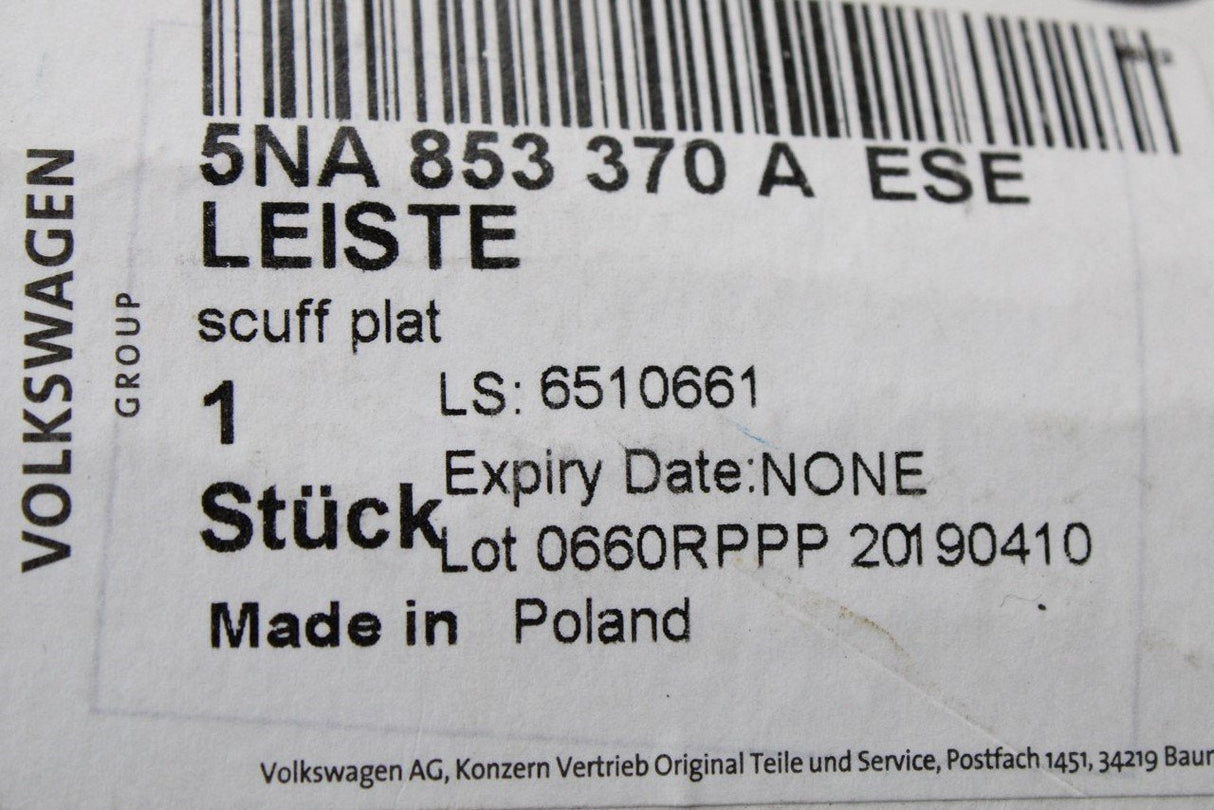 5NA 853 370 A ESE
LEISTE
scuff plat
1
LS: 6510661
Expiry Date:NONE
Stück
Lot 0660RPPP 20190410
Made in Poland
VOLKSWAGEN
GROUP
Volkswagen AG, Konzern Vertrieb Original Teile und Service, Postfach 1451, 34219 Baun